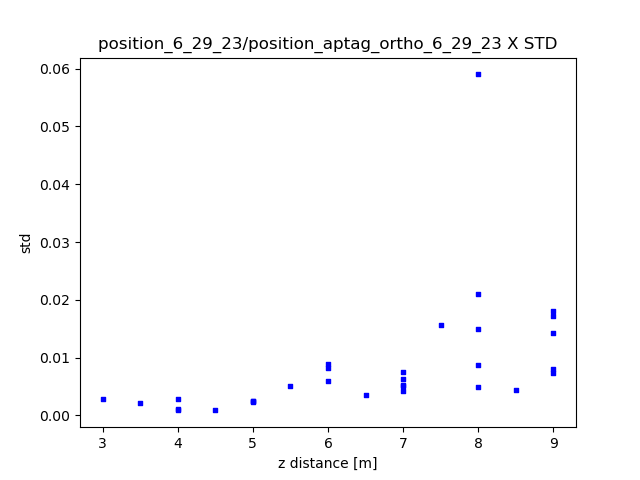 position_6_29_23/position_aptag_ortho_6_29_23 X STD
0.06
0.05
0.04
0.03
0.02
0.01
0.00
std
3 4 5 6 7 8 9
z distance [m]